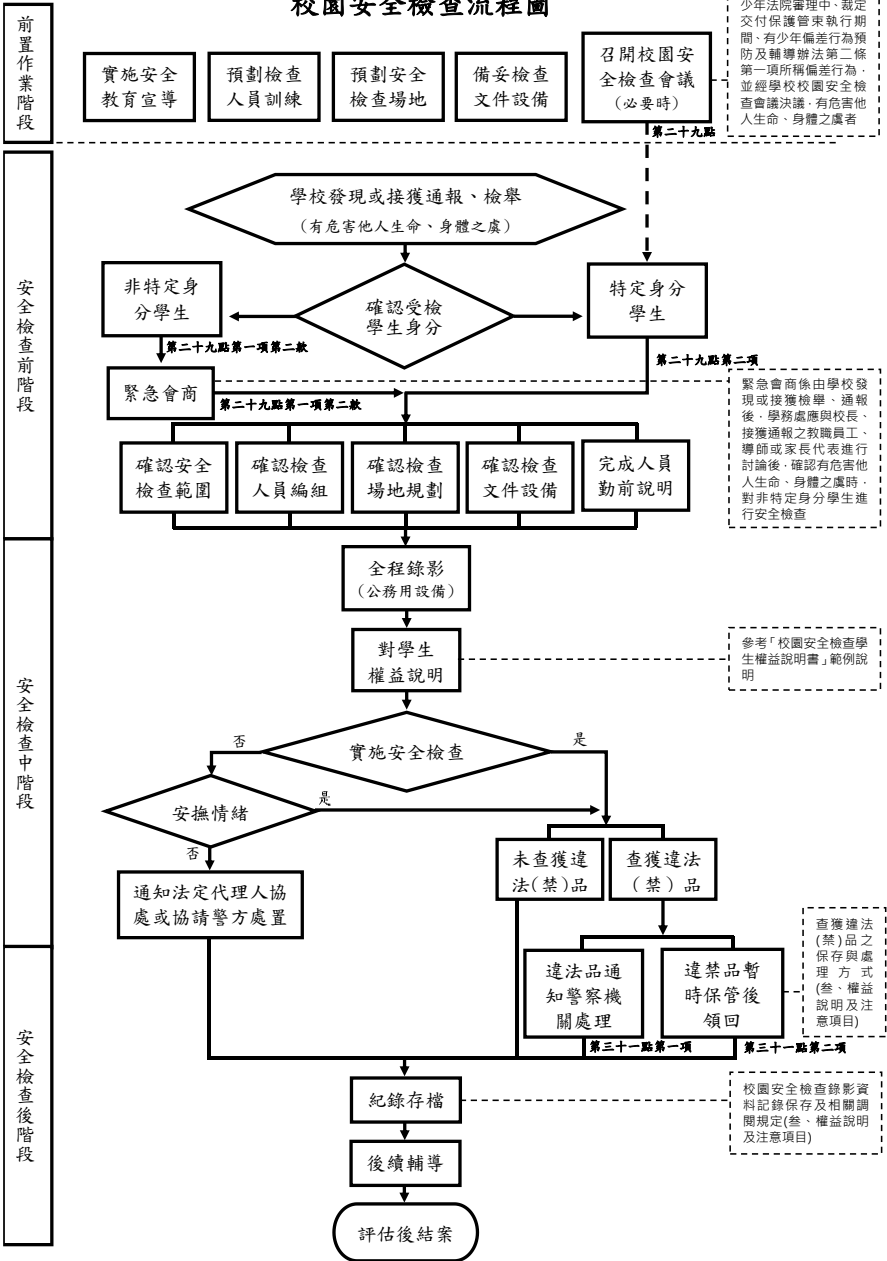 校園安全檢查流程圖
前置作業階段
實施安全
教育宣導
預劃檢查
人員訓練
預劃安全
檢查場地
備妥檢查
文件設備
召開校園安
全檢查會議
(必要時)
第二十九點
少年法院審理中、裁定
交付保護管束執行期
間、有少年偏差行為預
防及輔導辦法第二條
第一項所稱偏差行為，
並經學校校園安全檢
查會議決議，有危害他
人生命、身體之虞者
安全檢查前階段
學校發現或接獲通報、檢舉
(有危害他人生命、身體之虞)
非特定身
分學生
確認受檢
學生身分
特定身分
學生
第二十九點第一項第二款
第二十九點第二項
緊急會商
第二十九點第一項第二款
緊急會商係由學校發
現或接獲檢舉、通報
後，學務處應與校長、
接獲通報之教職員工、
導師或家長代表進行
討論後，確認有危害他
人生命、身體之虞時，
對非特定身分學生進
行安全檢查
確認安全
檢查範圍
確認檢查
人員編組
確認檢查
場地規劃
確認檢查
文件設備
完成人員
勤前說明
安全檢查中階段
全程錄影
(公務用設備)
對學生
權益說明
參考「校園安全檢查學
生權益說明書」範例說
明
實施安全檢查
否
是
安撫情緒
是
否
未查獲違
法(禁)品
查獲違法
(禁)品
通知法定代理人協
處或協請警方處置
安全檢查後階段
違法品通
知警察機
關處理
違禁品暫
時保管後
領回
查獲違法
(禁)品之
保存與處
理方式
(叁、權益
說明及注
意項目)
第三十一點第一項
第三十一點第二項
紀錄存檔
校園安全檢查錄影資
料記錄保存及相關調
閱規定(叁、權益說明
及注意項目)
後續輔導
評估後結案